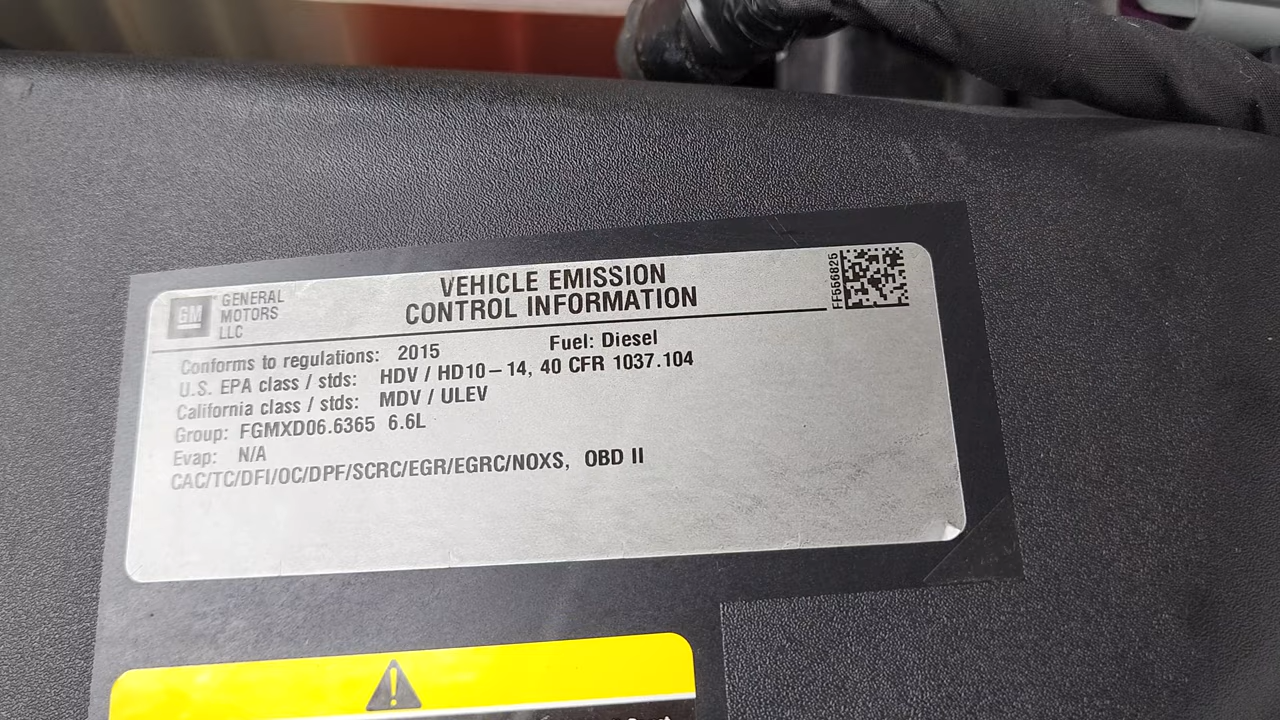 GM
GENERAL
MOTORS
LLC
VEHICLE EMISSION
CONTROL INFORMATION
FF556825
Conforms to regulations: 2015 Fuel: Diesel
U.S. EPA class / stds: HDV / HD10-14, 40 CFR 1037.104
California class / stds: MDV / ULEV
Group: FGMXD06.6365 6.6L
Evap: N/A
CAC/TC/DFI/OC/DPF/SCRC/EGR/EGRC/NOXS, OBD II